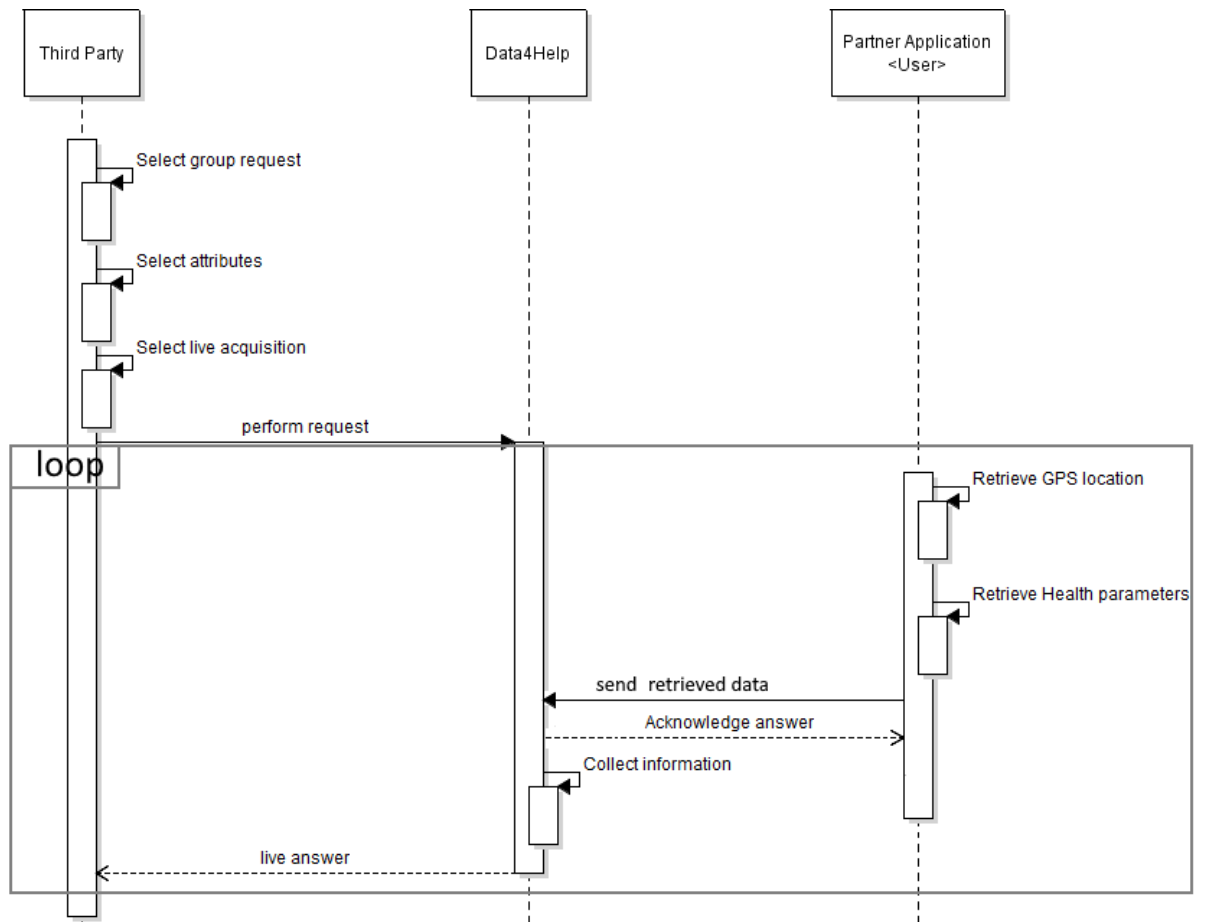 Third Party
Data4Help
Partner Application
<User>
Select group request
Select attributes
Select live acquisition
perform request
loop
Retrieve GPS location
Retrieve Health parameters
send retrieved data
Acknowledge answer
Collect information
live answer